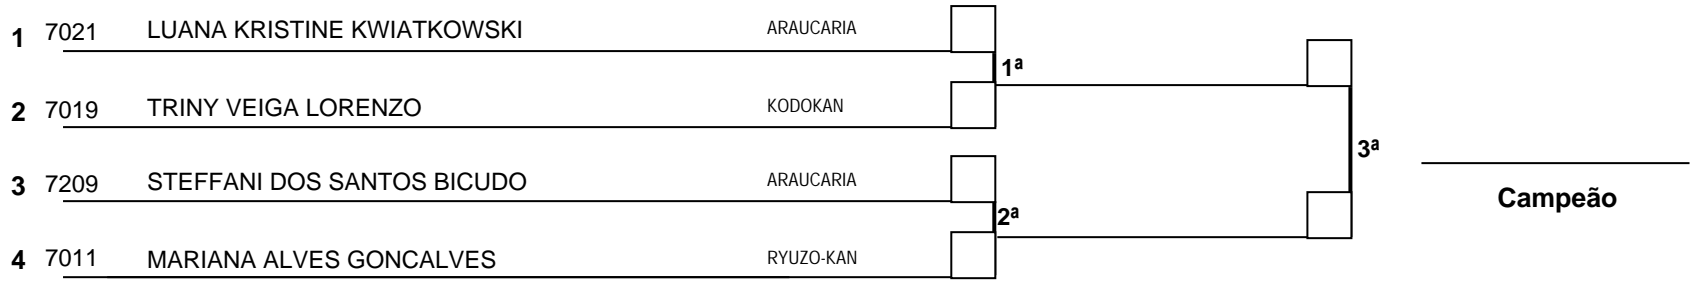 1 7021 LUANA KRISTINE KWIATKOWSKI ARAUCARIA
1ª
2 7019 TRINY VEIGA LORENZO KODOKAN
3ª
3 7209 STEFFANI DOS SANTOS BICUDO ARAUCARIA
Campeão
2ª
4 7011 MARIANA ALVES GONCALVES RYUZO-KAN